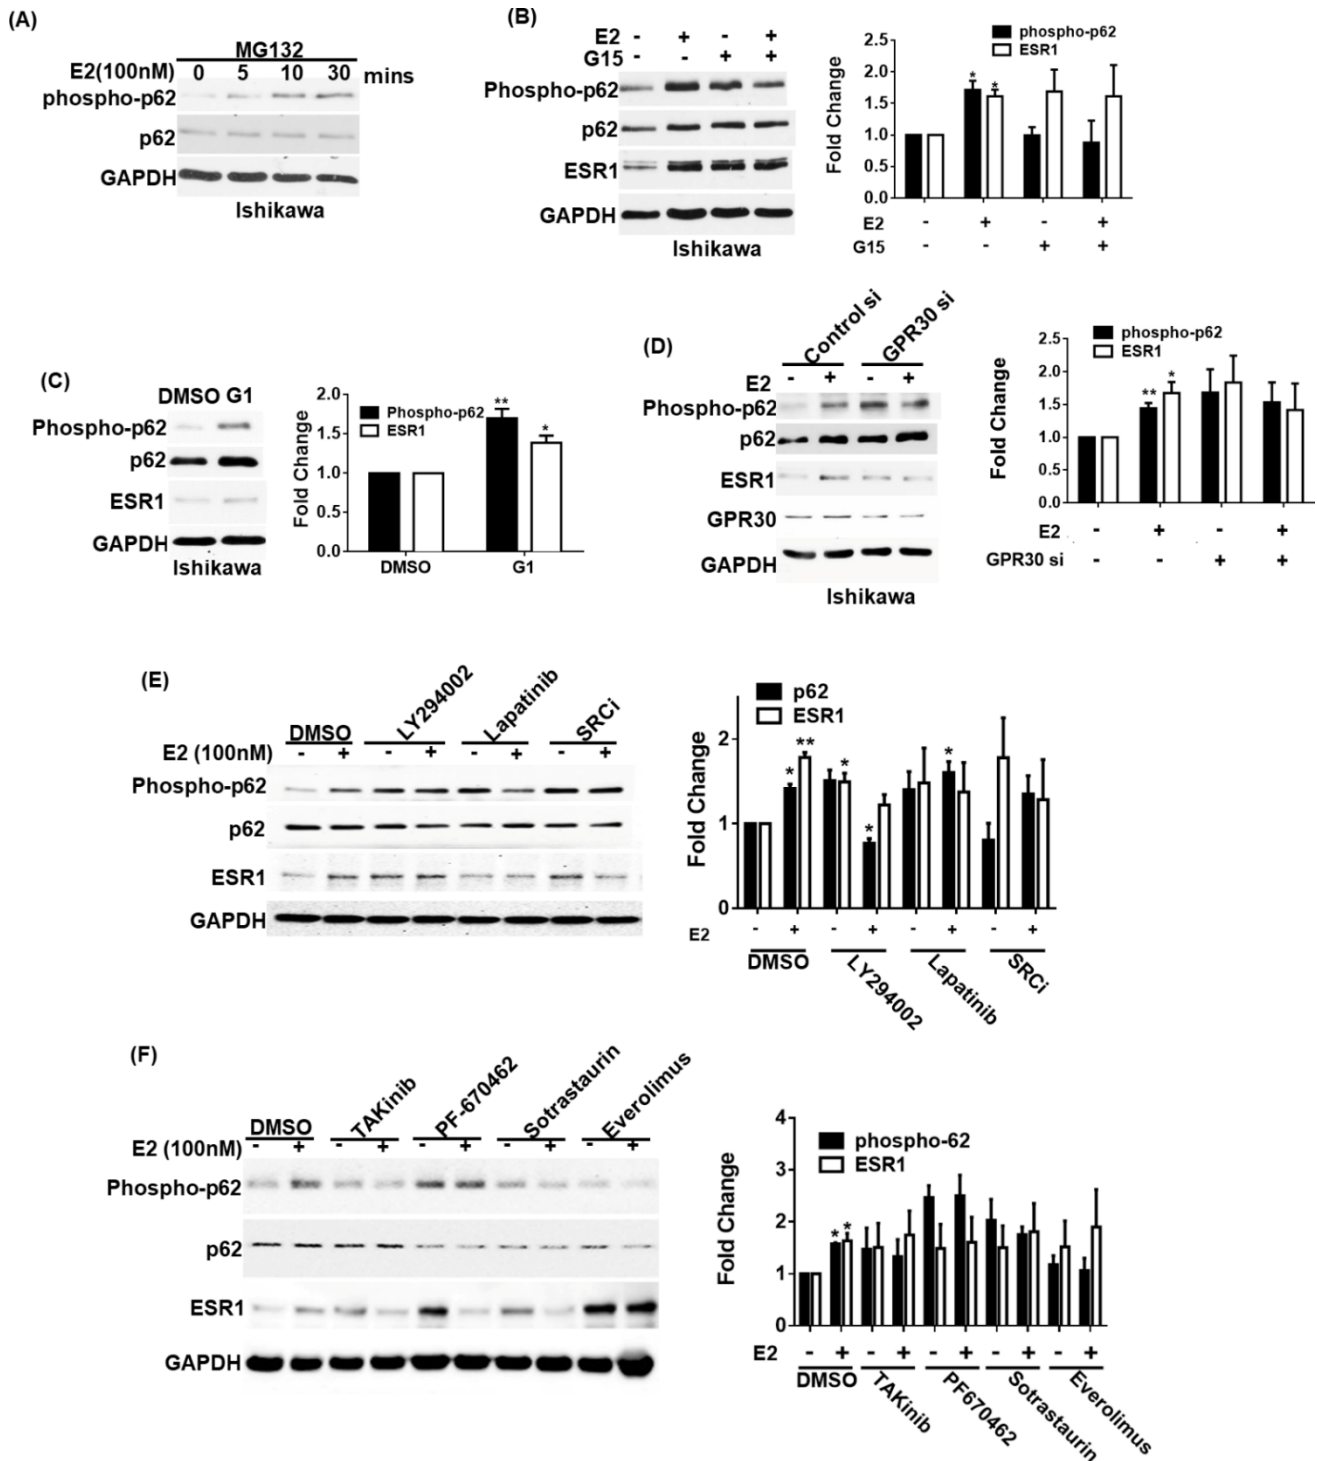 (A)
MG132
E2(100nM) 0 5 10 30 mins
phospho-p62
p62
GAPDH
Ishikawa
(B)
E2 - + - +
G15 - - + +
Phospho-p62
p62
ESR1
GAPDH
Ishikawa
phospho-p62
ESR1
Fold Change
2.5
2.0
1.5
1.0
0.5
0.0
* *
E2 - + - +
G15 - - + +
(C)
DMSO G1
Phospho-p62
p62
ESR1
GAPDH
Ishikawa
Phospho-p62
ESR1
Fold Change
2.0
1.5
1.0
0.5
0.0
** *
DMSO G1
(D)
Control si GPR30 si
E2 - + - +
Phospho-p62
p62
ESR1
GPR30
GAPDH
Ishikawa
phospho-p62
ESR1
Fold Change
2.5
2.0
1.5
1.0
0.5
0.0
** *
E2 - + - +
GPR30 si - - + +
(E)
DMSO LY294002 Lapatinib SRCi
E2 (100nM) - + - + - + - +
Phospho-p62
p62
ESR1
GAPDH
p62
ESR1
Fold Change
2
1
0
* ** * * *
E2 - + - + - + - +
DMSO LY294002 Lapatinib SRCi
(F)
DMSO TAKinib PF-670462 Sotrastaurin Everolimus
E2 (100nM) - + - + - + - + - +
Phospho-p62
p62
ESR1
GAPDH
phospho-62
ESR1
Fold Change
4
3
2
1
0
* *
E2 - + - + - + - + - +
DMSO TAKinib PF670462 Sotrastaurin Everolimus